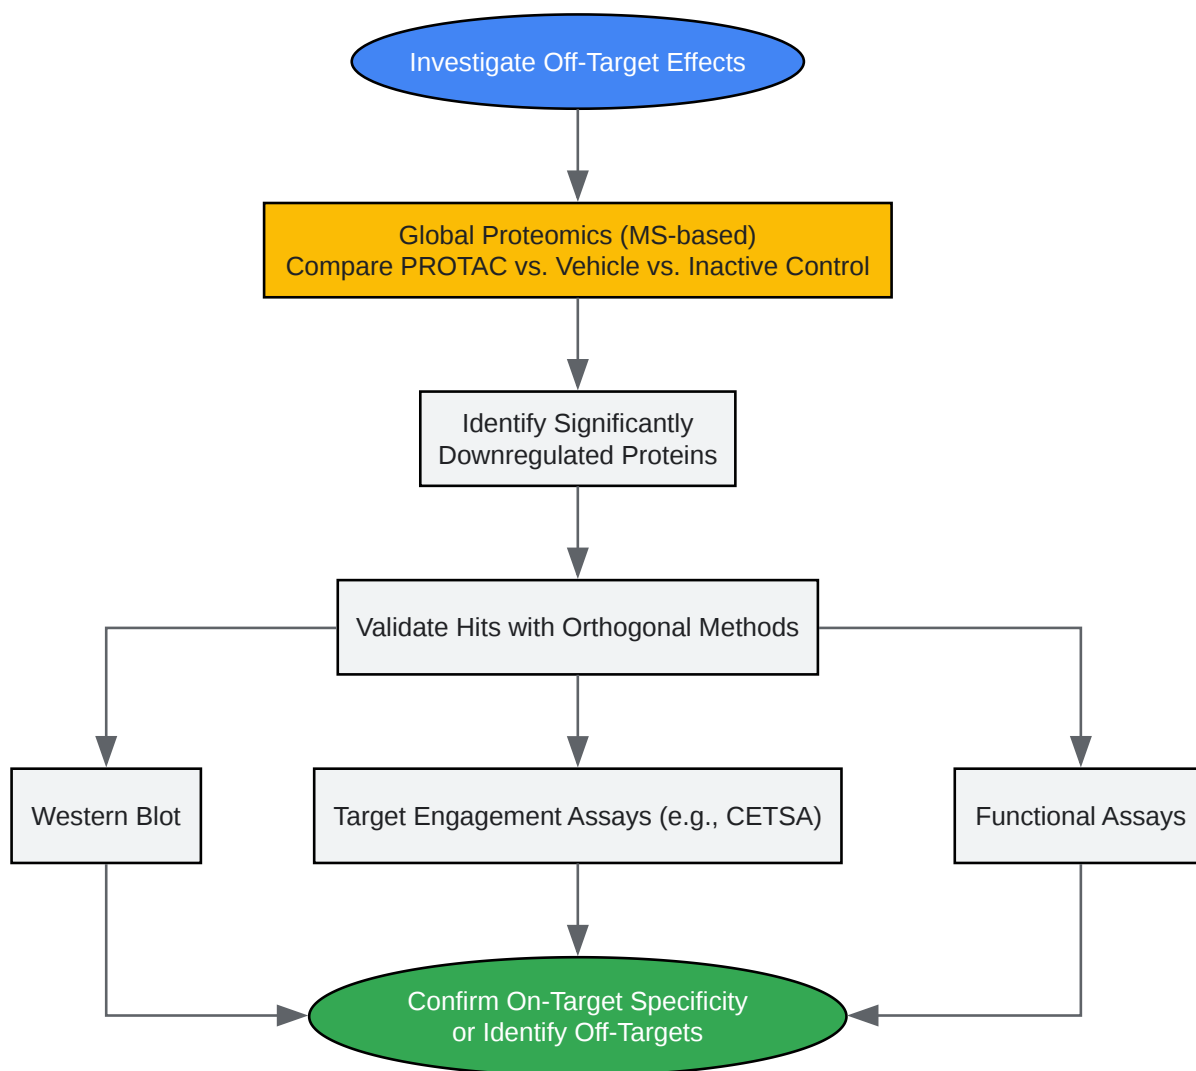 Investigate Off-Target Effects
Global Proteomics (MS-based)
Compare PROTAC vs. Vehicle vs. Inactive Control
Identify Significantly
Downregulated Proteins
Validate Hits with Orthogonal Methods
Western Blot
Target Engagement Assays (e.g., CETSA)
Functional Assays
Confirm On-Target Specificity
or Identify Off-Targets